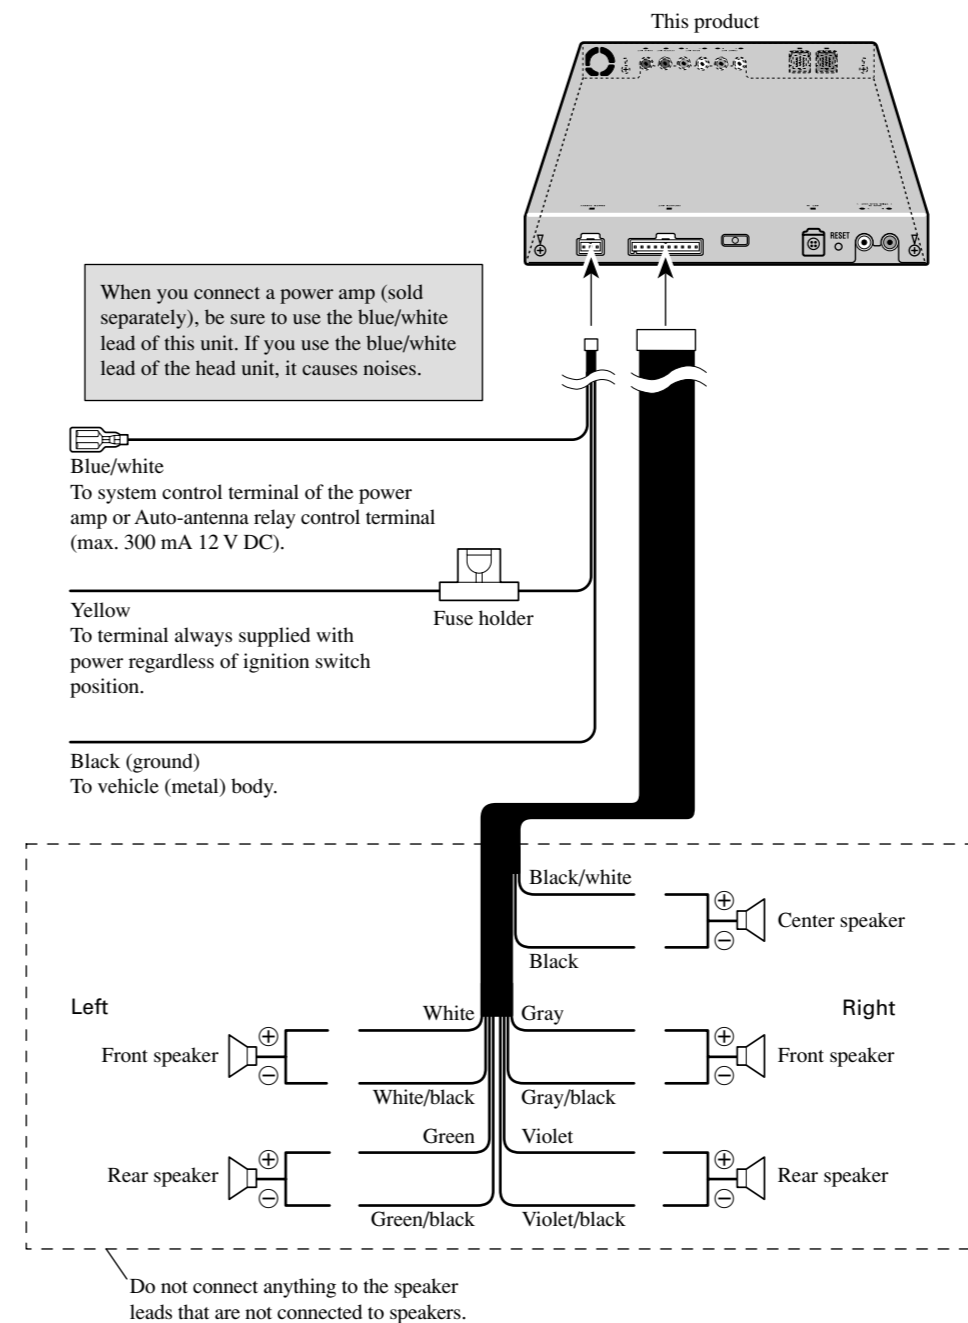 This product
RESET
When you connect a power amp (sold
separately), be sure to use the blue/white
lead of this unit. If you use the blue/white
lead of the head unit, it causes noises.
Blue/white
To system control terminal of the power
amp or Auto-antenna relay control terminal
(max. 300 mA 12 V DC).
Yellow
To terminal always supplied with
power regardless of ignition switch
position.
Fuse holder
Black (ground)
To vehicle (metal) body.
Black/white
+
Center speaker
−
Black
Left
Right
White
Gray
+
+
Front speaker
Front speaker
−
−
White/black
Gray/black
Green
Violet
+
+
Rear speaker
Rear speaker
−
−
Green/black
Violet/black
Do not connect anything to the speaker
leads that are not connected to speakers.